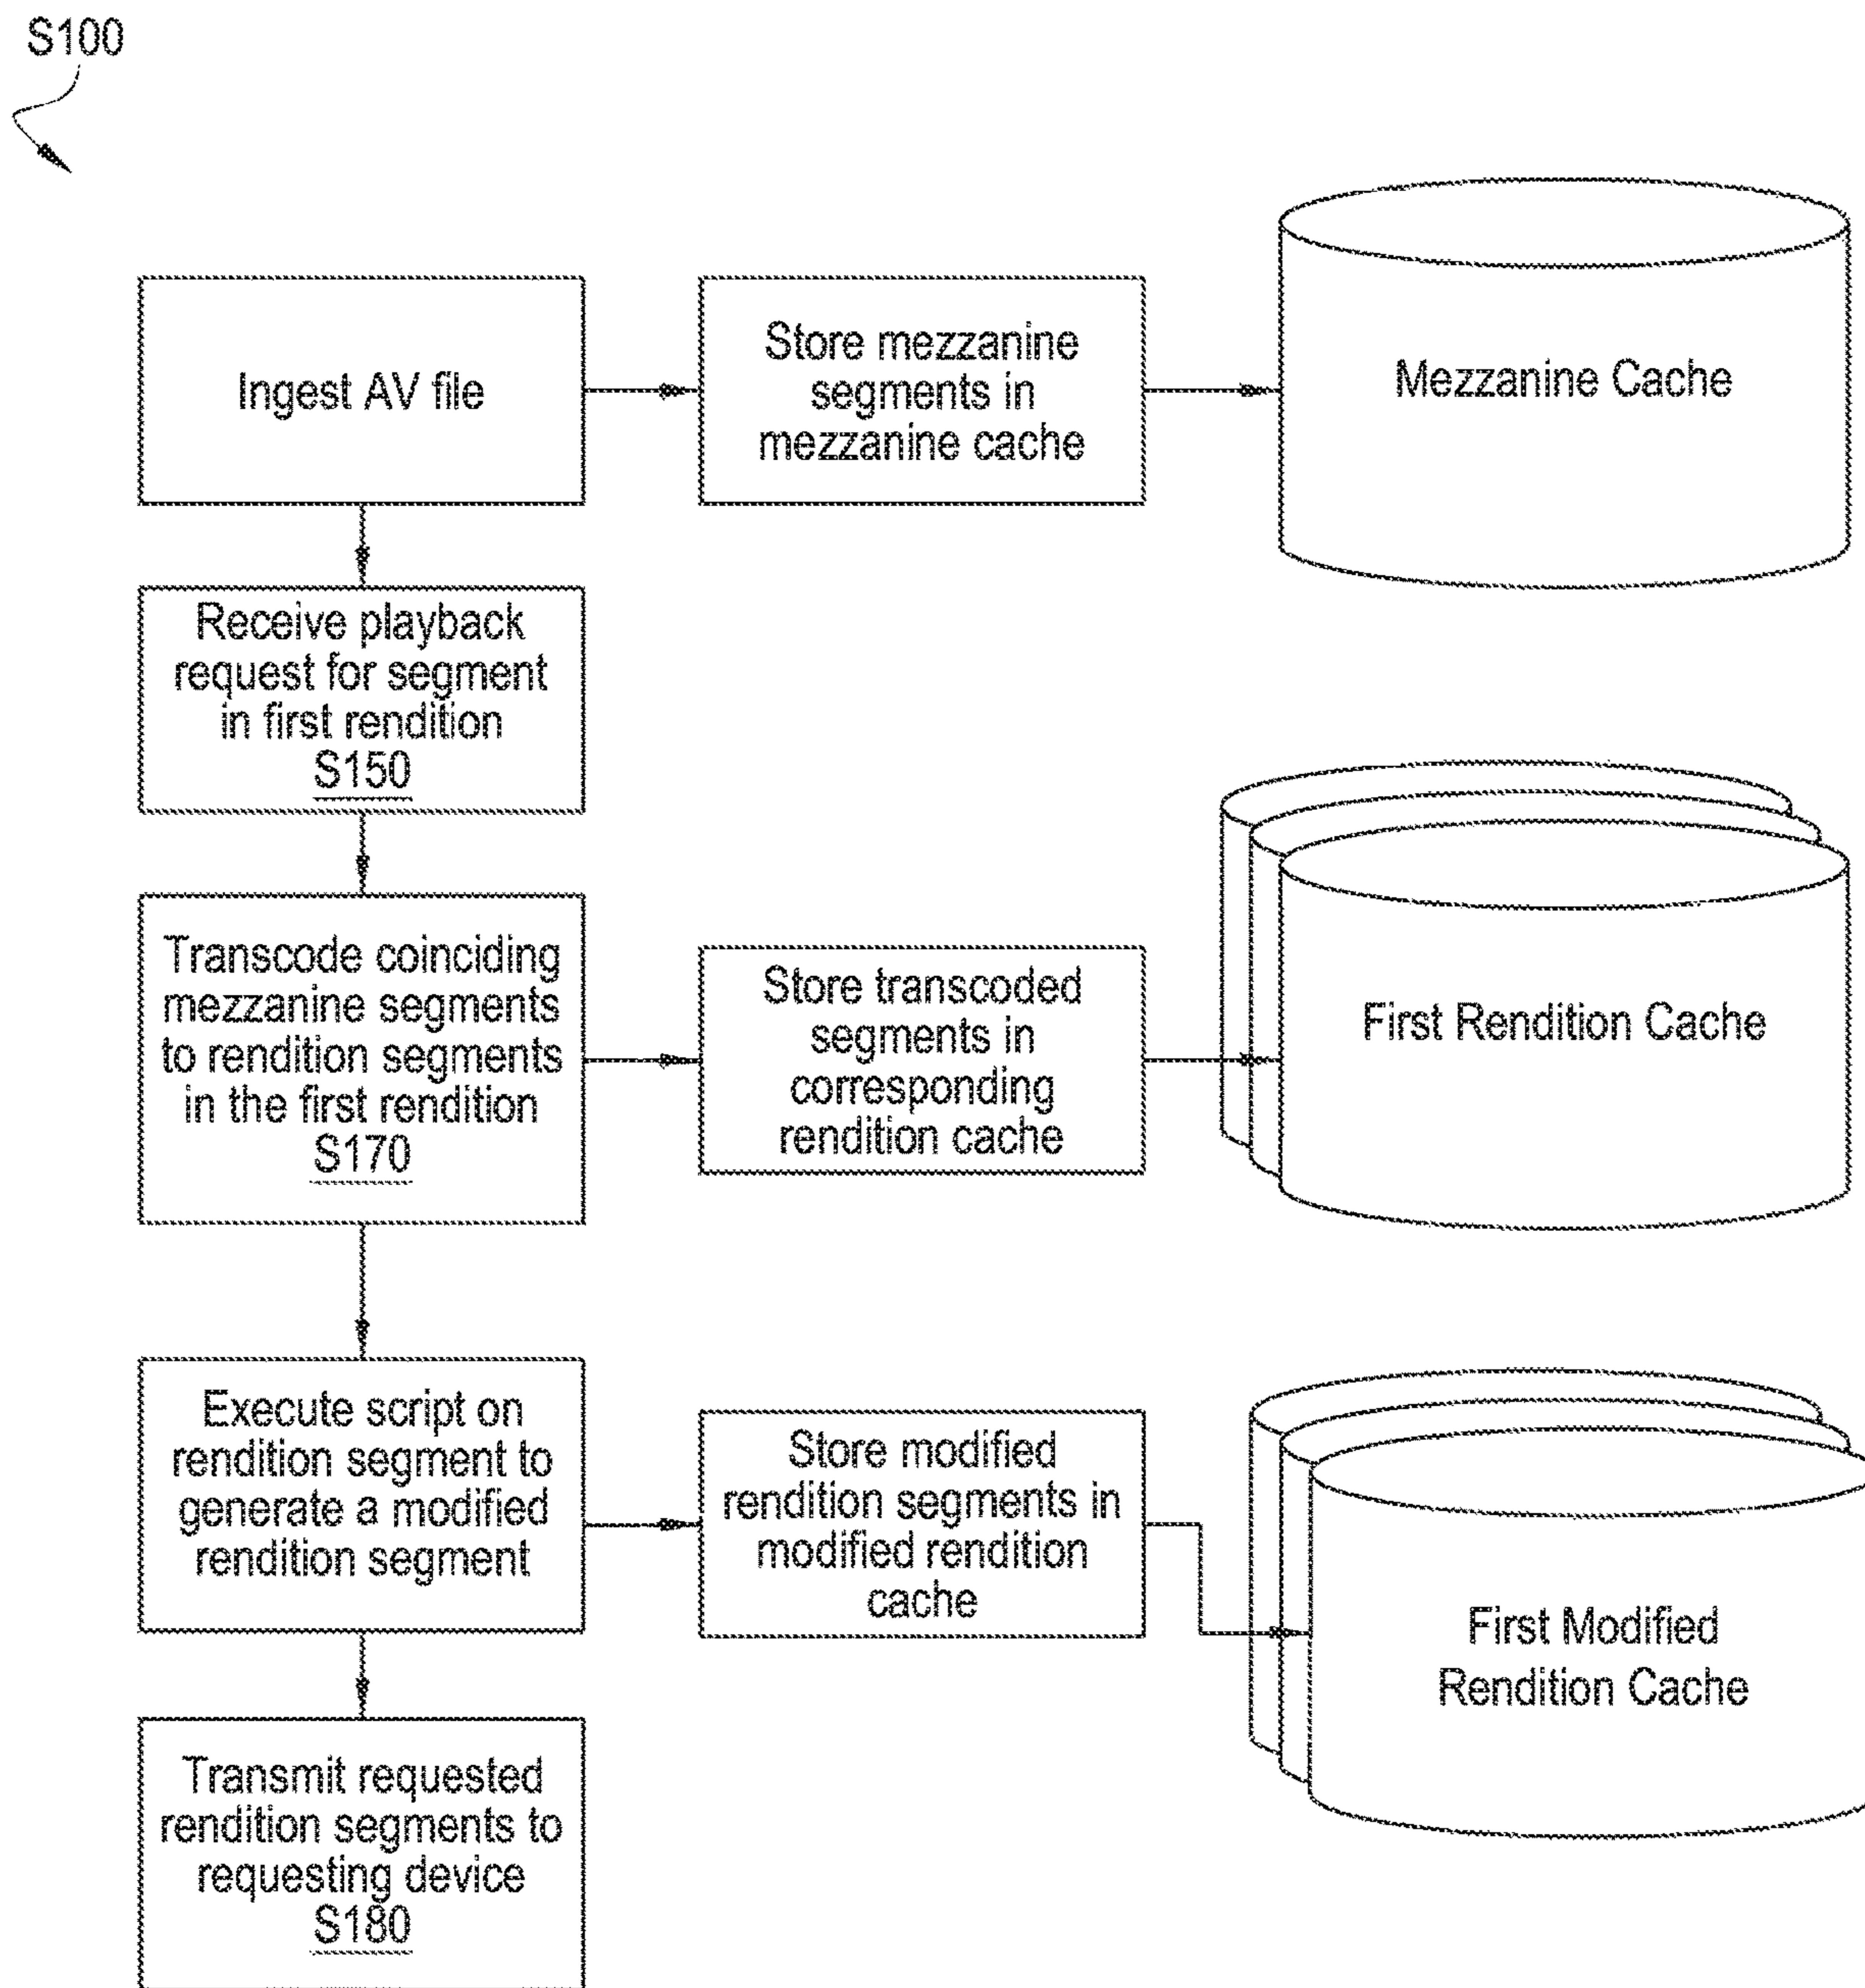 S100
Ingest AV file
Store mezzanine
segments in
mezzanine cache
Mezzanine Cache
Receive playback
request for segment
in first rendition
S150
Transcode coinciding
mezzanine segments
to rendition segments
in the first rendition
S170
Store transcoded
segments in
corresponding
rendition cache
First Rendition Cache
Execute script on
rendition segment to
generate a modified
rendition segment
Store modified
rendition segments in
modified rendition
cache
First Modified
Rendition Cache
Transmit requested
rendition segments to
requesting device
S180